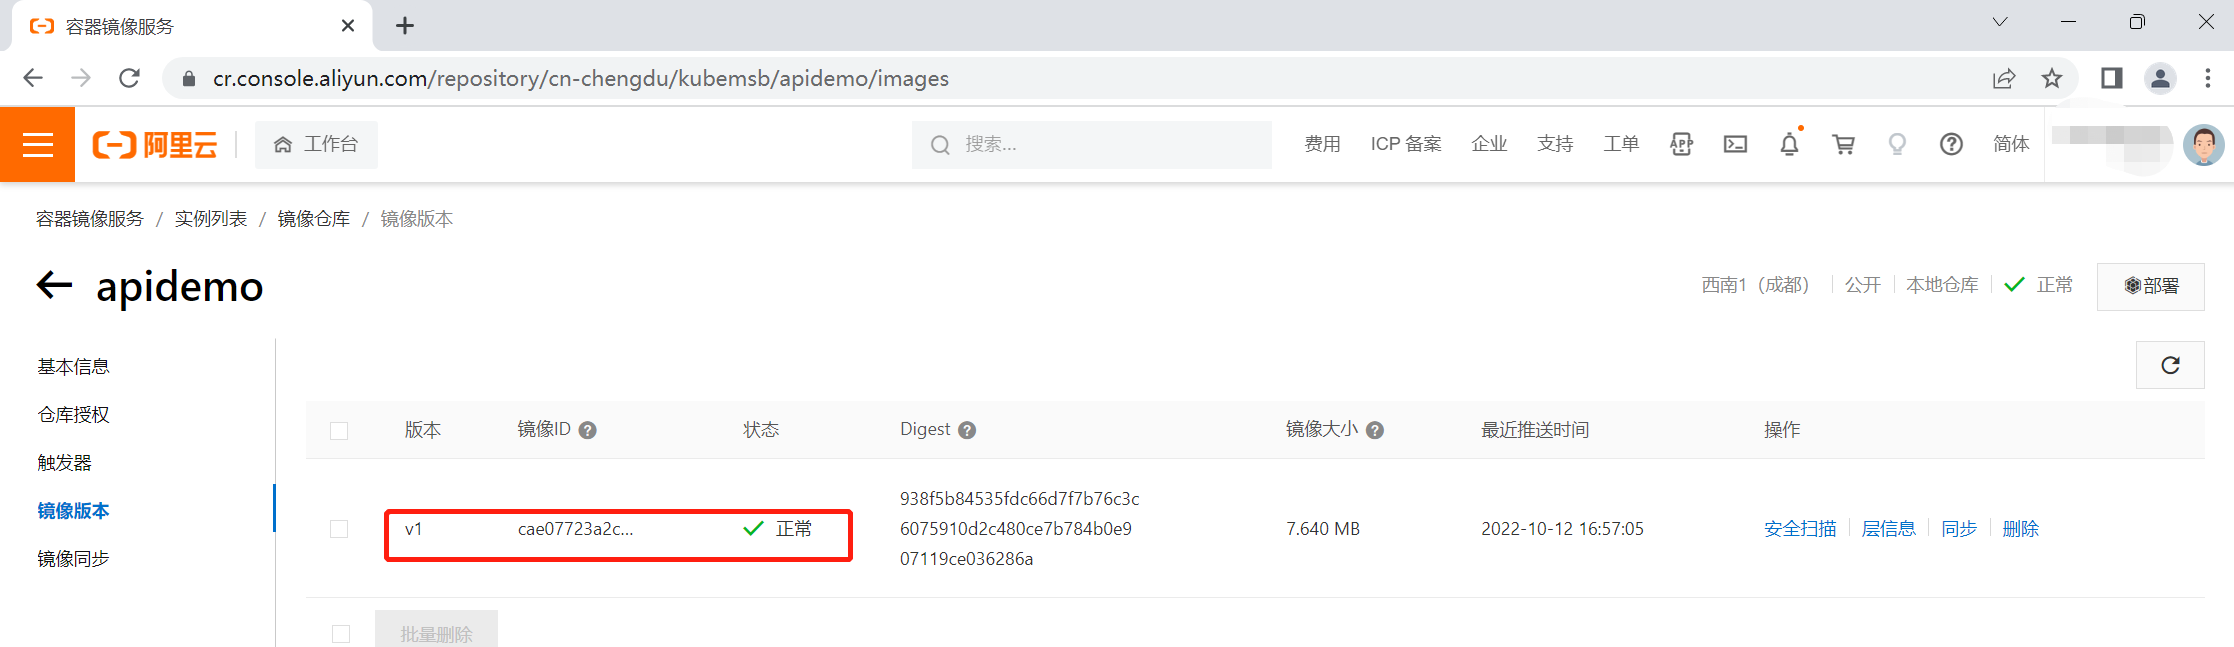 容器镜像服务
cr.console.aliyun.com/repository/cn-chengdu/kubemsb/apidemo/images
阿里云
工作台
搜索...
费用
ICP 备案
企业
支持
工单
APP
简体
容器镜像服务 / 实例列表 / 镜像仓库 / 镜像版本
apidemo
西南1（成都）
公开
本地仓库
正常
部署
基本信息
仓库授权
触发器
镜像版本
镜像同步
版本 镜像ID 状态 Digest 镜像大小 最近推送时间 操作
v1 cae07723a2c... 正常
938f5b84535fdc66d7f7b76c3c
6075910d2c480ce7b784b0e9
07119ce036286a
7.640 MB
2022-10-12 16:57:05
安全扫描 层信息 同步 删除
批量删除